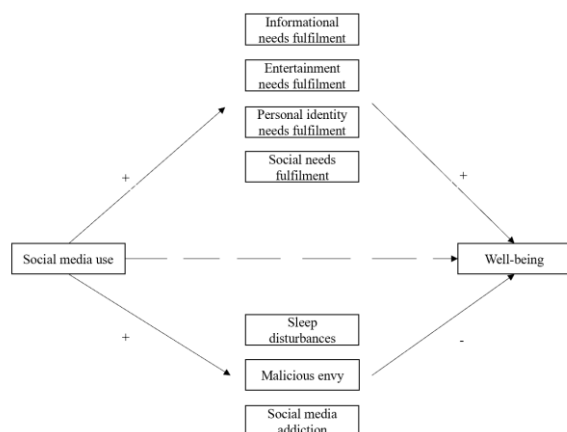 Informational
needs fulfilment
Entertainment
needs fulfilment
Personal identity
needs fulfilment
Social needs
fulfilment
+
+
Social media use
Well-being
+
-
Sleep
disturbances
Malicious envy
Social media
addiction